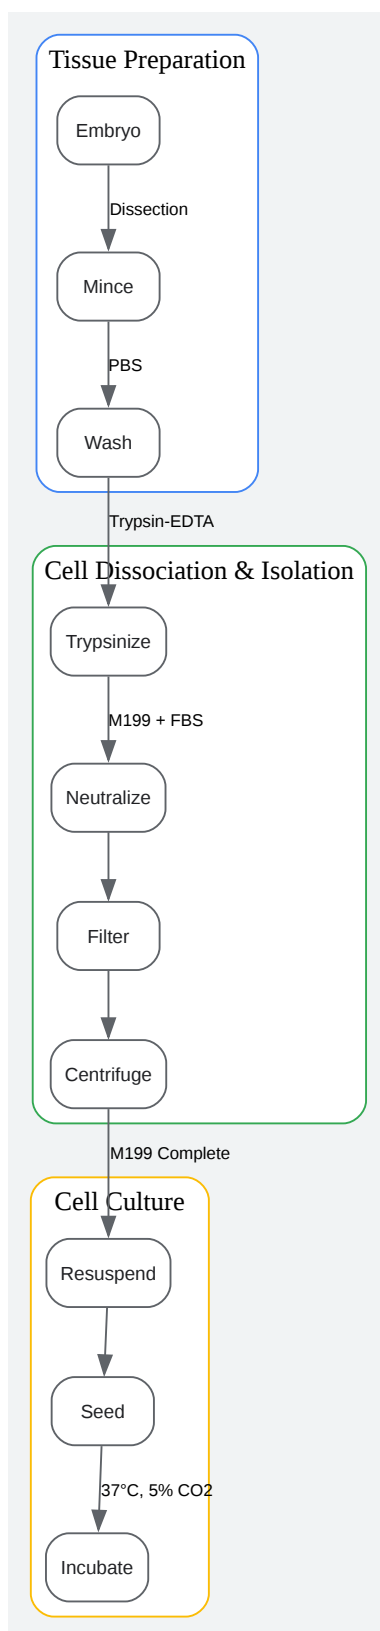 Tissue Preparation
Embryo
Dissection
Mince
PBS
Wash
Trypsin-EDTA
Cell Dissociation & Isolation
Trypsinize
M199 + FBS
Neutralize
Filter
Centrifuge
M199 Complete
Cell Culture
Resuspend
Seed
37°C, 5% CO2
Incubate